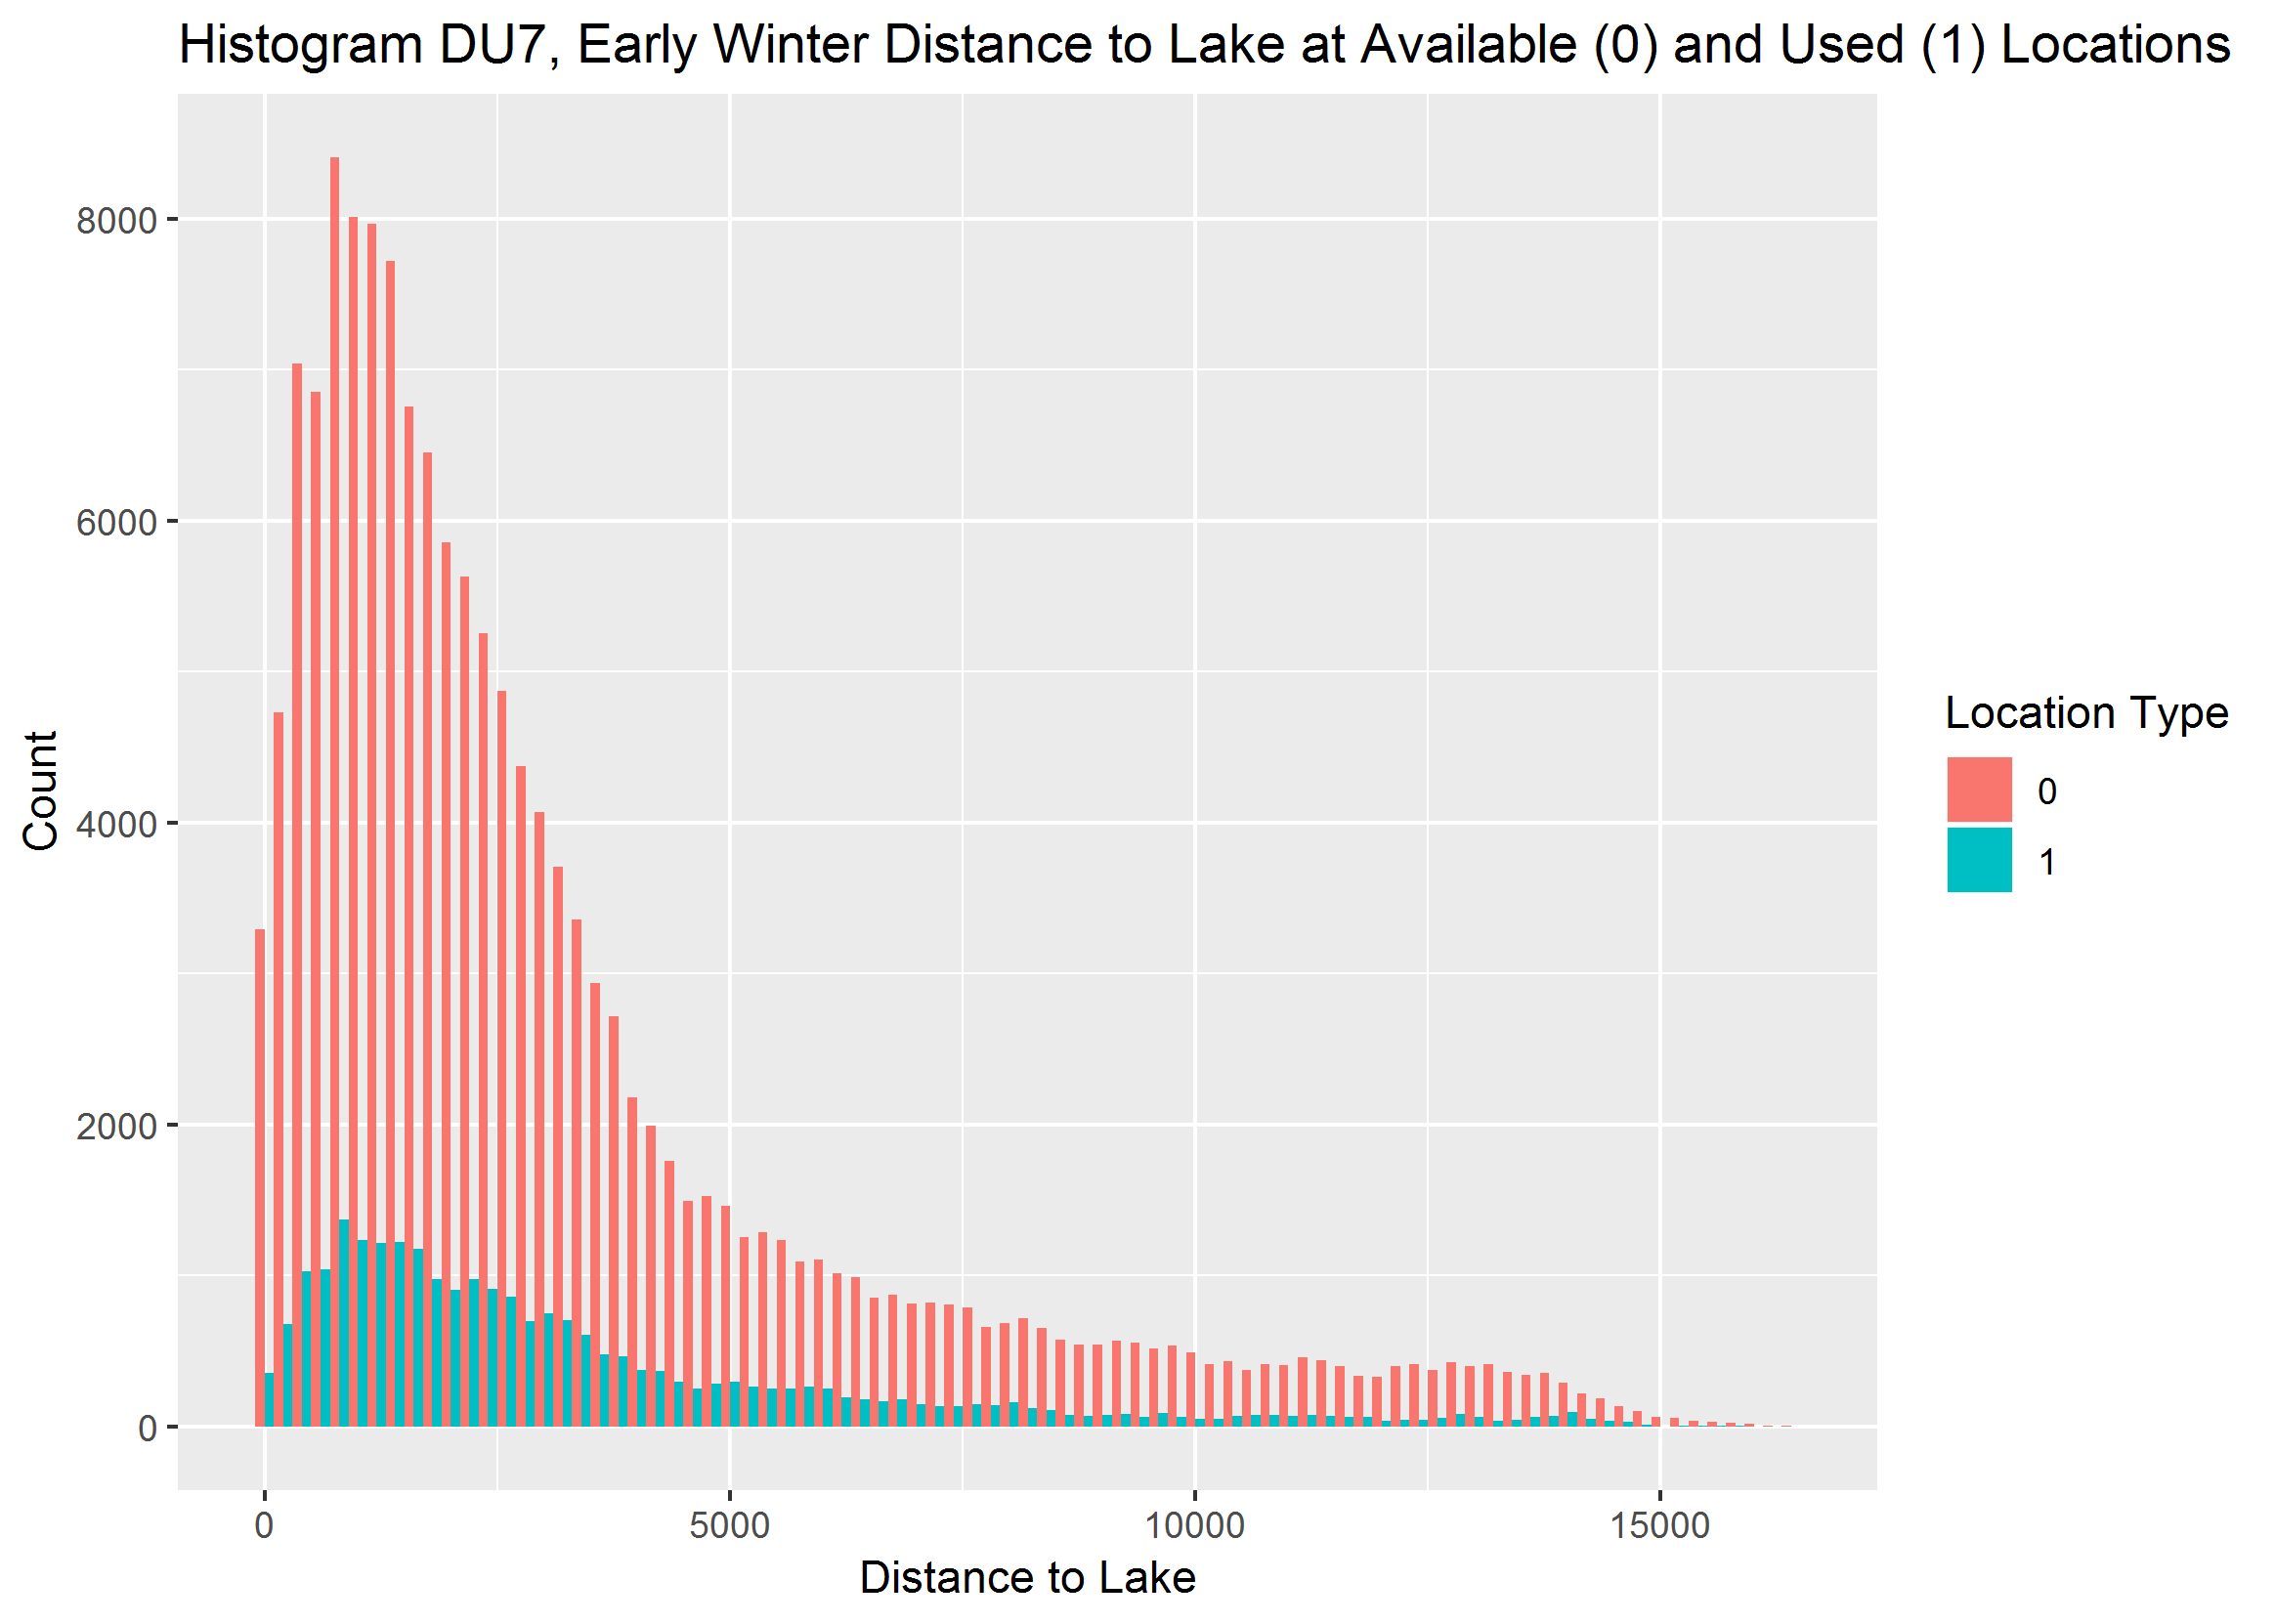 Histogram DU7, Early Winter Distance to Lake at Available (0) and Used (1) Locations
8000
6000
4000
2000
0
Count
0 5000 10000 15000
Distance to Lake
Location Type
0
1